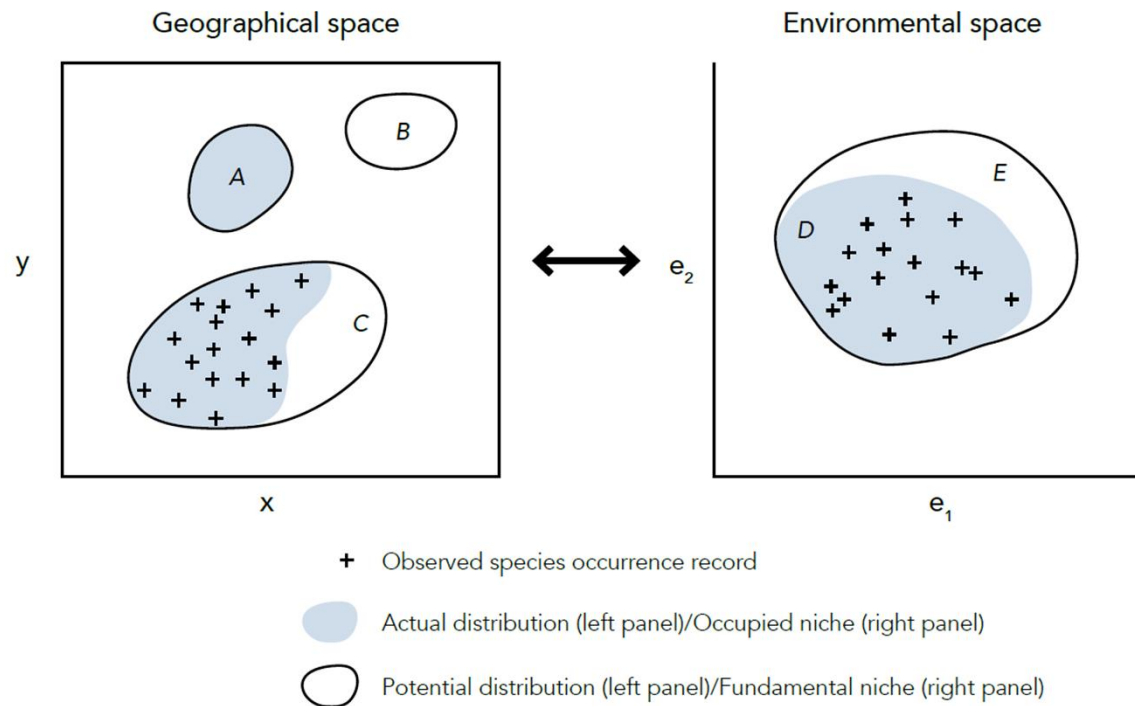 Geographical space
Environmental space
B
A
E
D
y
e2
C
x
e1
Observed species occurrence record
Actual distribution (left panel)/Occupied niche (right panel)
Potential distribution (left panel)/Fundamental niche (right panel)